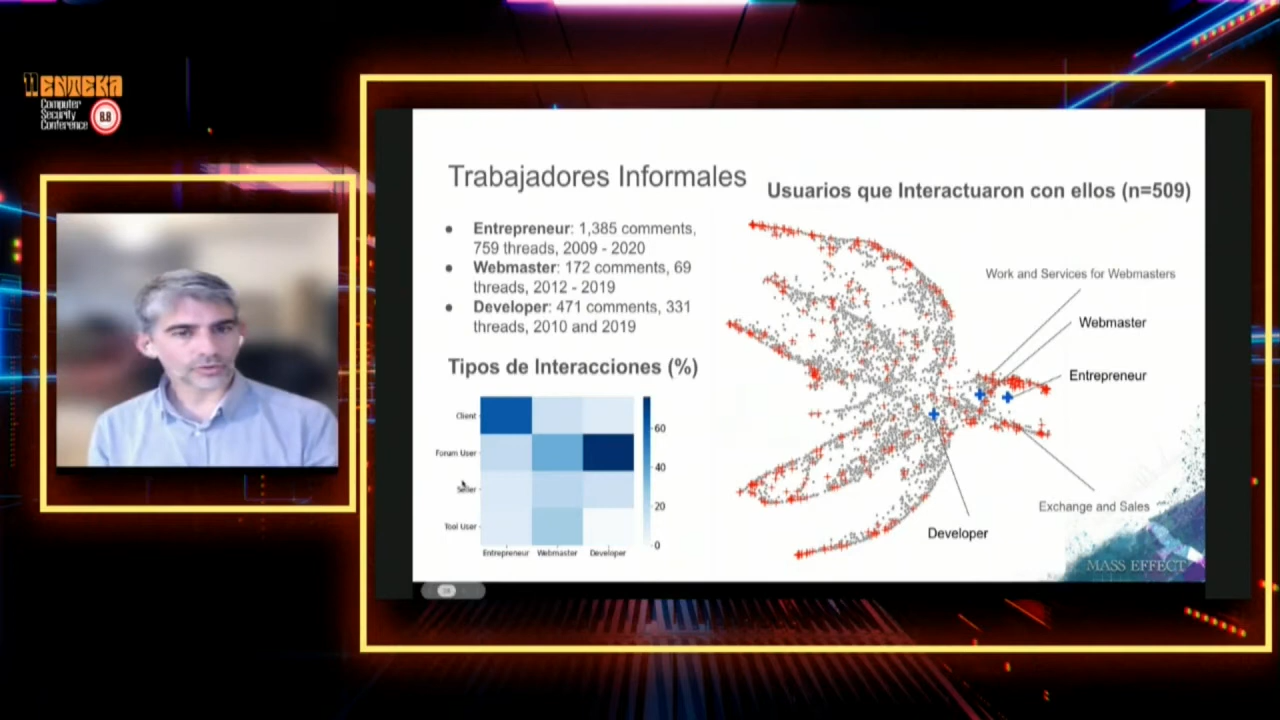 11ENTEKA
Computer
Security
Conference
8.8
Trabajadores Informales
Usuarios que Interactuaron con ellos (n=509)
● Entrepreneur: 1,385 comments,
759 threads, 2009 - 2020
● Webmaster: 172 comments, 69
threads, 2012 - 2019
● Developer: 471 comments, 331
threads, 2010 and 2019
Tipos de Interacciones (%)
Client
Forum User
Seller
Tool User
Entrepreneur
Webmaster
Developer
60
40
20
0
Work and Services for Webmasters
Webmaster
Entrepreneur
Exchange and Sales
Developer
MASS EFFECT